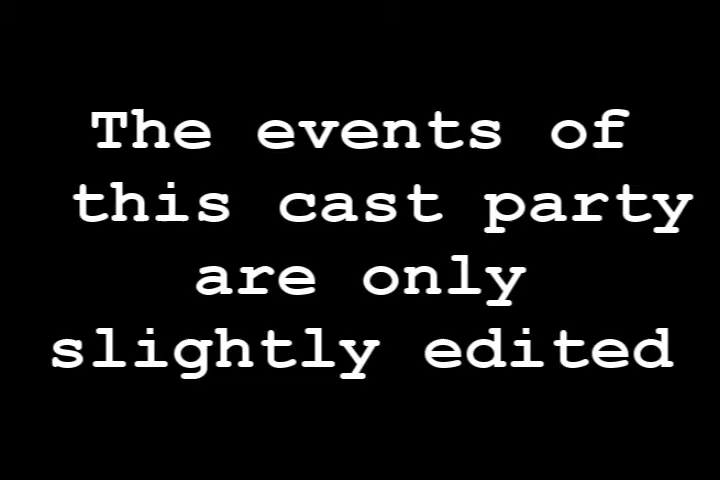 The events of
this cast party
are only
slightly edited